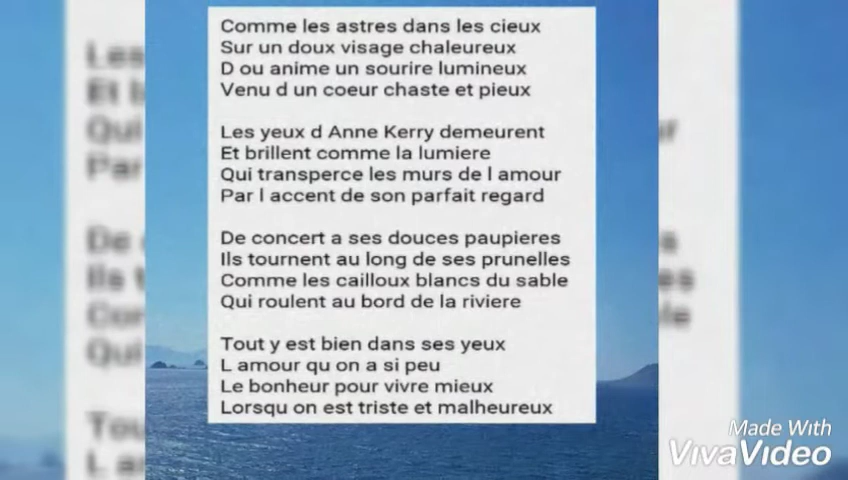 Comme les astres dans les cieux
Sur un doux visage chaleureux
D ou anime un sourire lumineux
Venu d un coeur chaste et pieux
Les yeux d Anne Kerry demeurent
Et brillent comme la lumiere
Qui transperce les murs de l amour
Par l accent de son parfait regard
De concert a ses douces paupieres
Ils tournent au long de ses prunelles
Comme les cailloux blancs du sable
Qui roulent au bord de la riviere
Tout y est bien dans ses yeux
L amour qu on a si peu
Le bonheur pour vivre mieux
Lorsqu on est triste et malheureux
Made With
VivaVideo